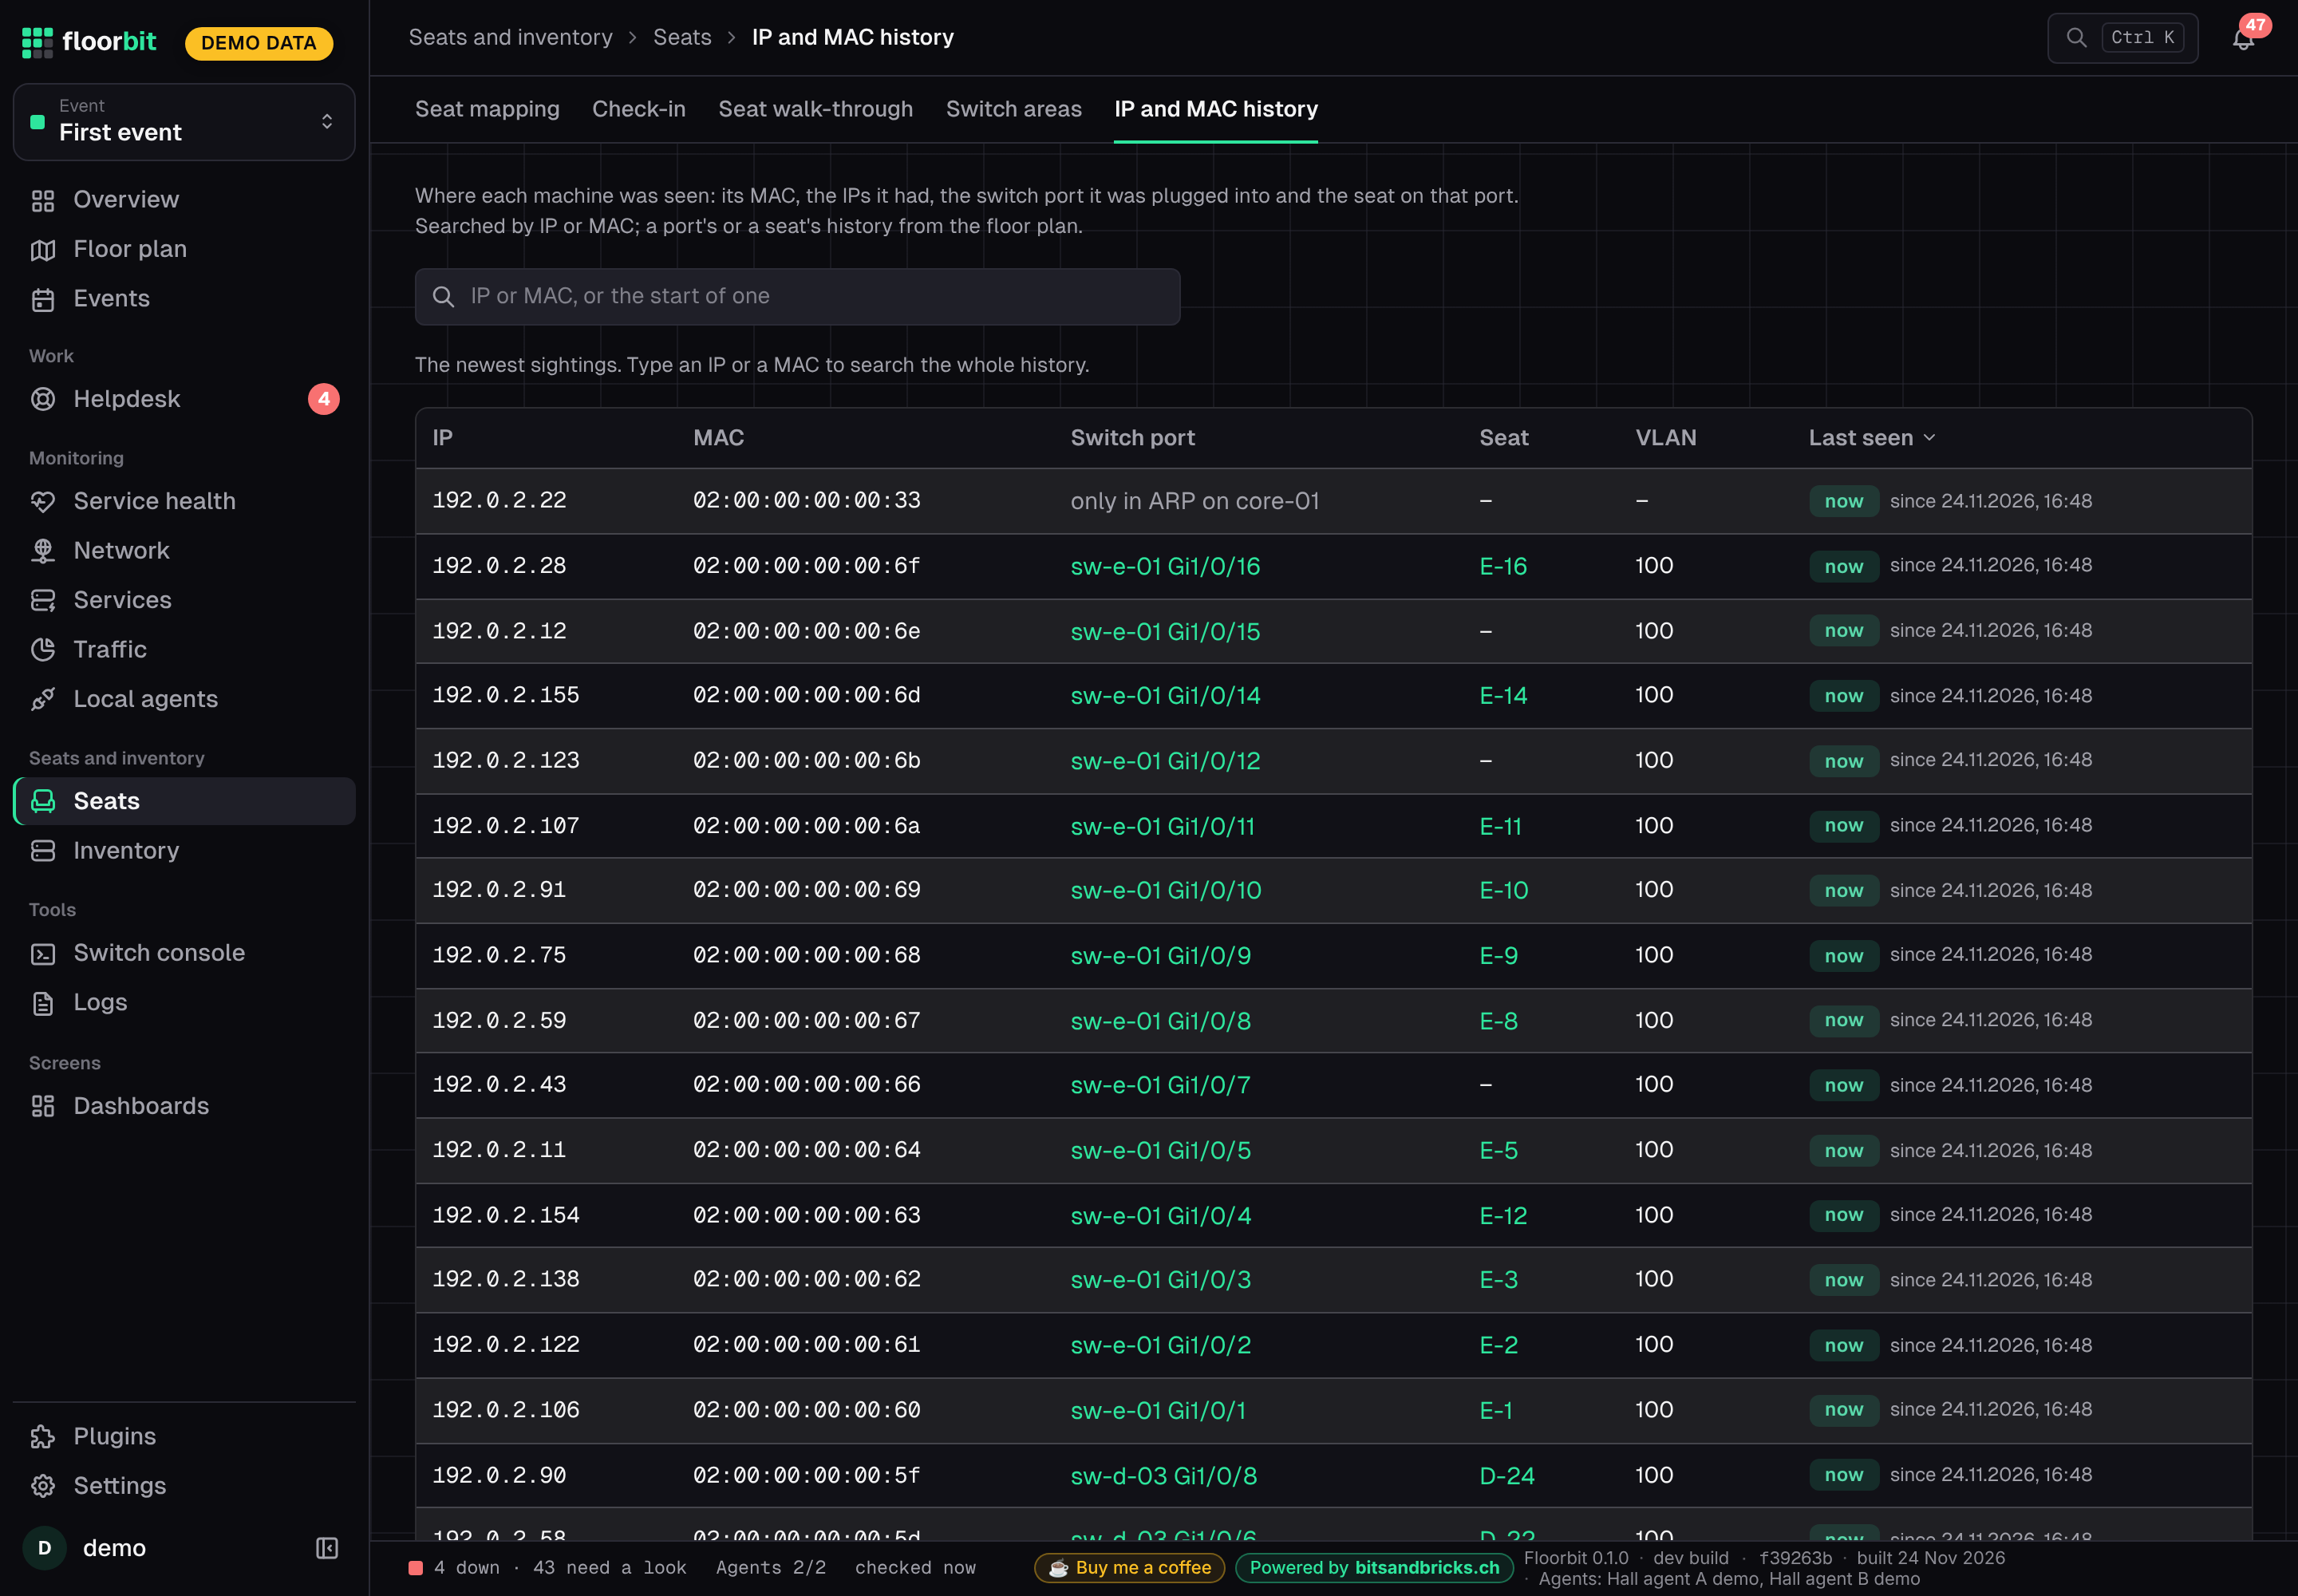 floorbit DEMO DATA
Event
First event
Overview
Floor plan
Events
Work
Helpdesk 4
Monitoring
Service health
Network
Services
Traffic
Local agents
Seats and inventory
Seats
Inventory
Tools
Switch console
Logs
Screens
Dashboards
Plugins
Settings
D demo
Seats and inventory > Seats > IP and MAC history
Ctrl K
47
Seat mapping Check-in Seat walk-through Switch areas IP and MAC history
Where each machine was seen: its MAC, the IPs it had, the switch port it was plugged into and the seat on that port.
Searched by IP or MAC; a port's or a seat's history from the floor plan.
IP or MAC, or the start of one
The newest sightings. Type an IP or a MAC to search the whole history.
IP MAC Switch port Seat VLAN Last seen
192.0.2.22 02:00:00:00:00:33 only in ARP on core-01 – – now since 24.11.2026, 16:48
192.0.2.28 02:00:00:00:00:6f sw-e-01 Gi1/0/16 E-16 100 now since 24.11.2026, 16:48
192.0.2.12 02:00:00:00:00:6e sw-e-01 Gi1/0/15 – 100 now since 24.11.2026, 16:48
192.0.2.155 02:00:00:00:00:6d sw-e-01 Gi1/0/14 E-14 100 now since 24.11.2026, 16:48
192.0.2.123 02:00:00:00:00:6b sw-e-01 Gi1/0/12 – 100 now since 24.11.2026, 16:48
192.0.2.107 02:00:00:00:00:6a sw-e-01 Gi1/0/11 E-11 100 now since 24.11.2026, 16:48
192.0.2.91 02:00:00:00:00:69 sw-e-01 Gi1/0/10 E-10 100 now since 24.11.2026, 16:48
192.0.2.75 02:00:00:00:00:68 sw-e-01 Gi1/0/9 E-9 100 now since 24.11.2026, 16:48
192.0.2.59 02:00:00:00:00:67 sw-e-01 Gi1/0/8 E-8 100 now since 24.11.2026, 16:48
192.0.2.43 02:00:00:00:00:66 sw-e-01 Gi1/0/7 – 100 now since 24.11.2026, 16:48
192.0.2.11 02:00:00:00:00:64 sw-e-01 Gi1/0/5 E-5 100 now since 24.11.2026, 16:48
192.0.2.154 02:00:00:00:00:63 sw-e-01 Gi1/0/4 E-12 100 now since 24.11.2026, 16:48
192.0.2.138 02:00:00:00:00:62 sw-e-01 Gi1/0/3 E-3 100 now since 24.11.2026, 16:48
192.0.2.122 02:00:00:00:00:61 sw-e-01 Gi1/0/2 E-2 100 now since 24.11.2026, 16:48
192.0.2.106 02:00:00:00:00:60 sw-e-01 Gi1/0/1 E-1 100 now since 24.11.2026, 16:48
192.0.2.90 02:00:00:00:00:5f sw-d-03 Gi1/0/8 D-24 100 now since 24.11.2026, 16:48
192.0.2.58 02:00:00:00:00:5d sw-d-03 Gi1/0/6 D-22 100 now since 24.11.2026, 16:48
4 down · 43 need a look Agents 2/2 checked now
Buy me a coffee
Powered by bitsandbricks.ch
Floorbit 0.1.0 · dev build · f39263b · built 24 Nov 2026
· Agents: Hall agent A demo, Hall agent B demo